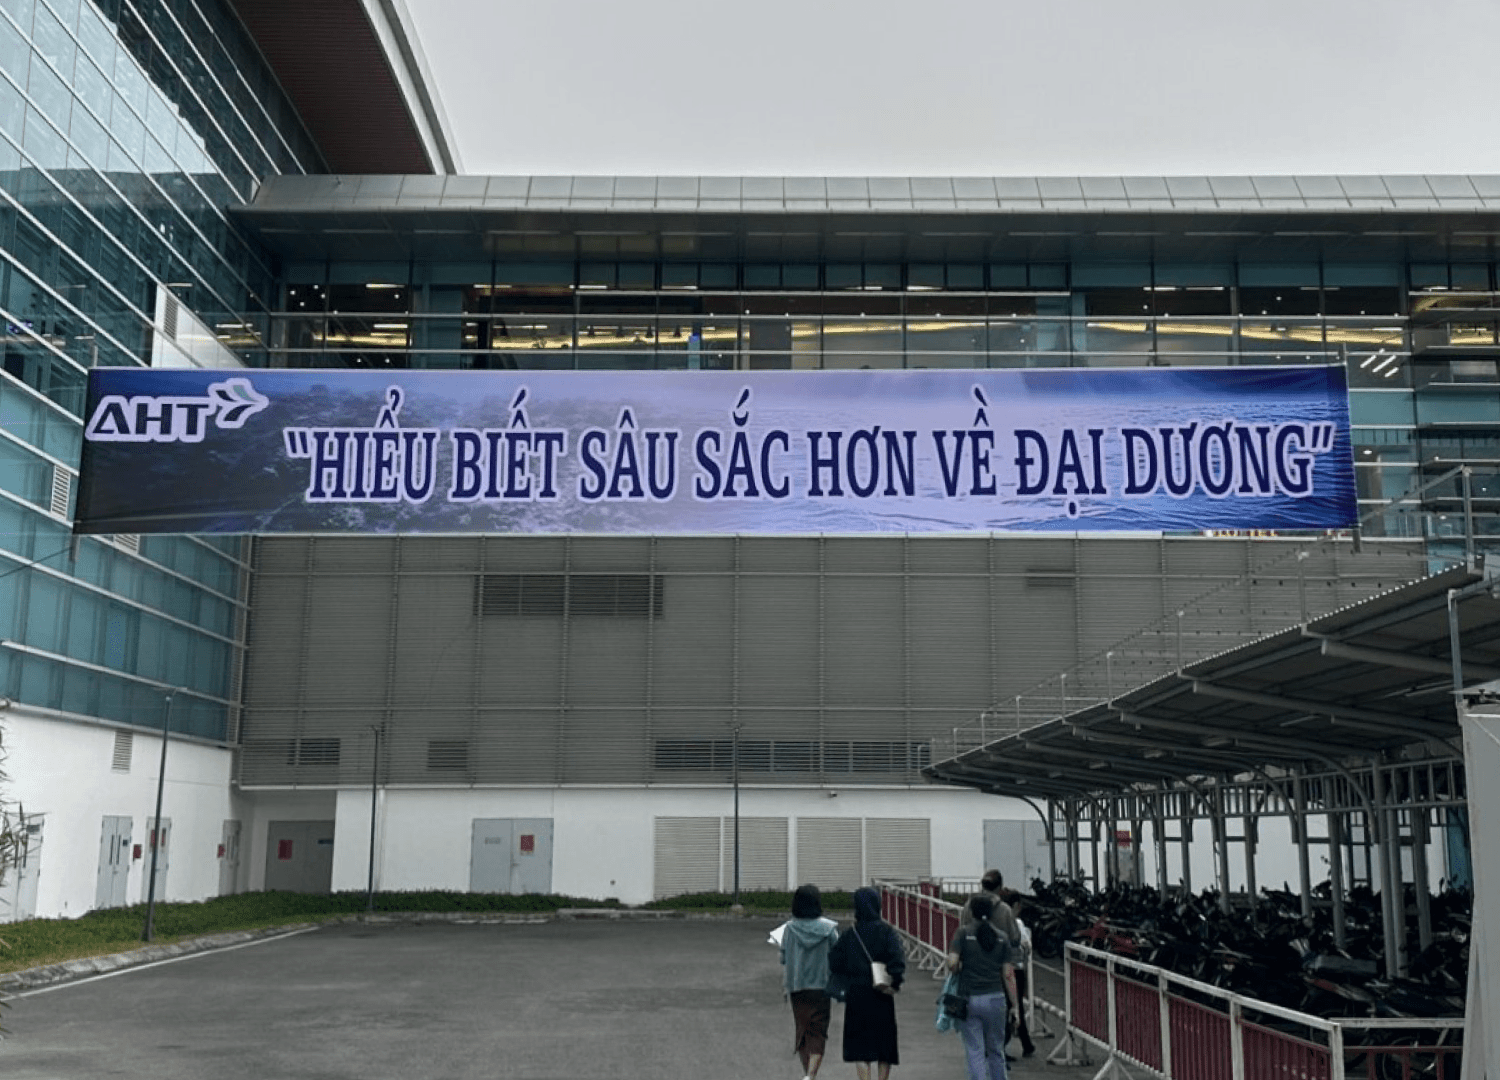 AHT
“HIỂU BIẾT SÂU SẮC HƠN VỀ ĐẠI DƯƠNG”